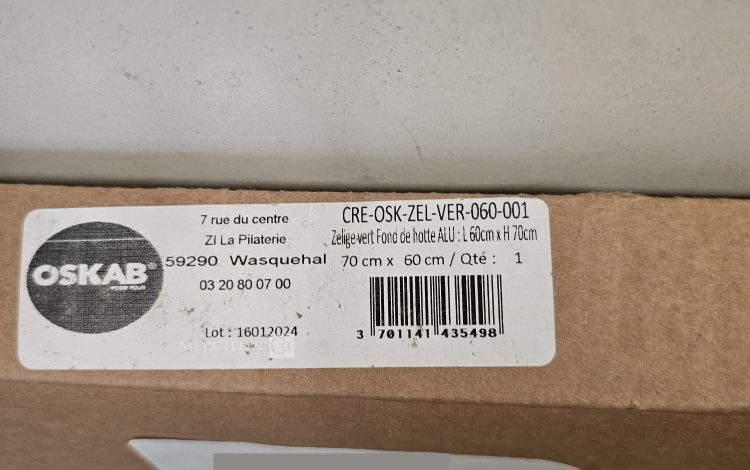 OSKAB
7 rue du centre
ZI La Pilaterie
59290 Wasquehal
03 20 80 07 00
Lot : 16012024
MERCIER & CIE
CRE-OSK-ZEL-VER-060-001
Zelige vert Fond de hotte ALU : L 60cm x H 70cm
70 cm x 60 cm / Qté : 1
3 701141 435498